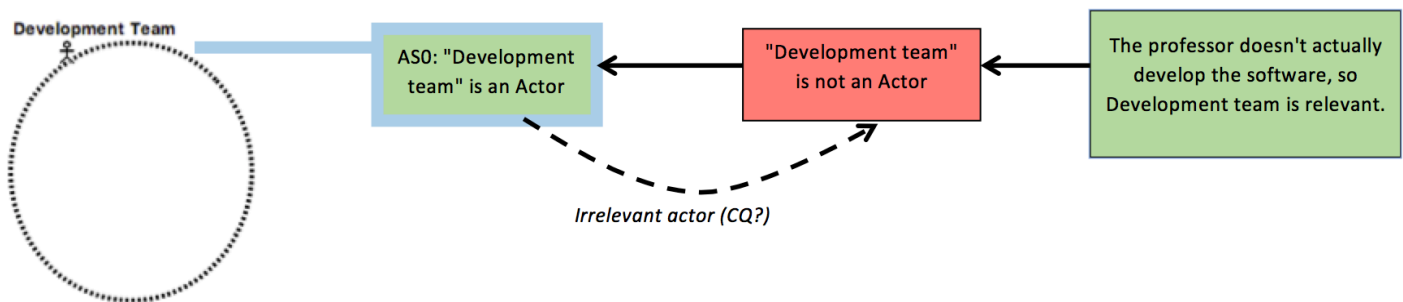 Development Team
AS0: "Development
team" is an Actor
"Development team"
is not an Actor
The professor doesn't actually
develop the software, so
Development team is relevant.
Irrelevant actor (CQ?)